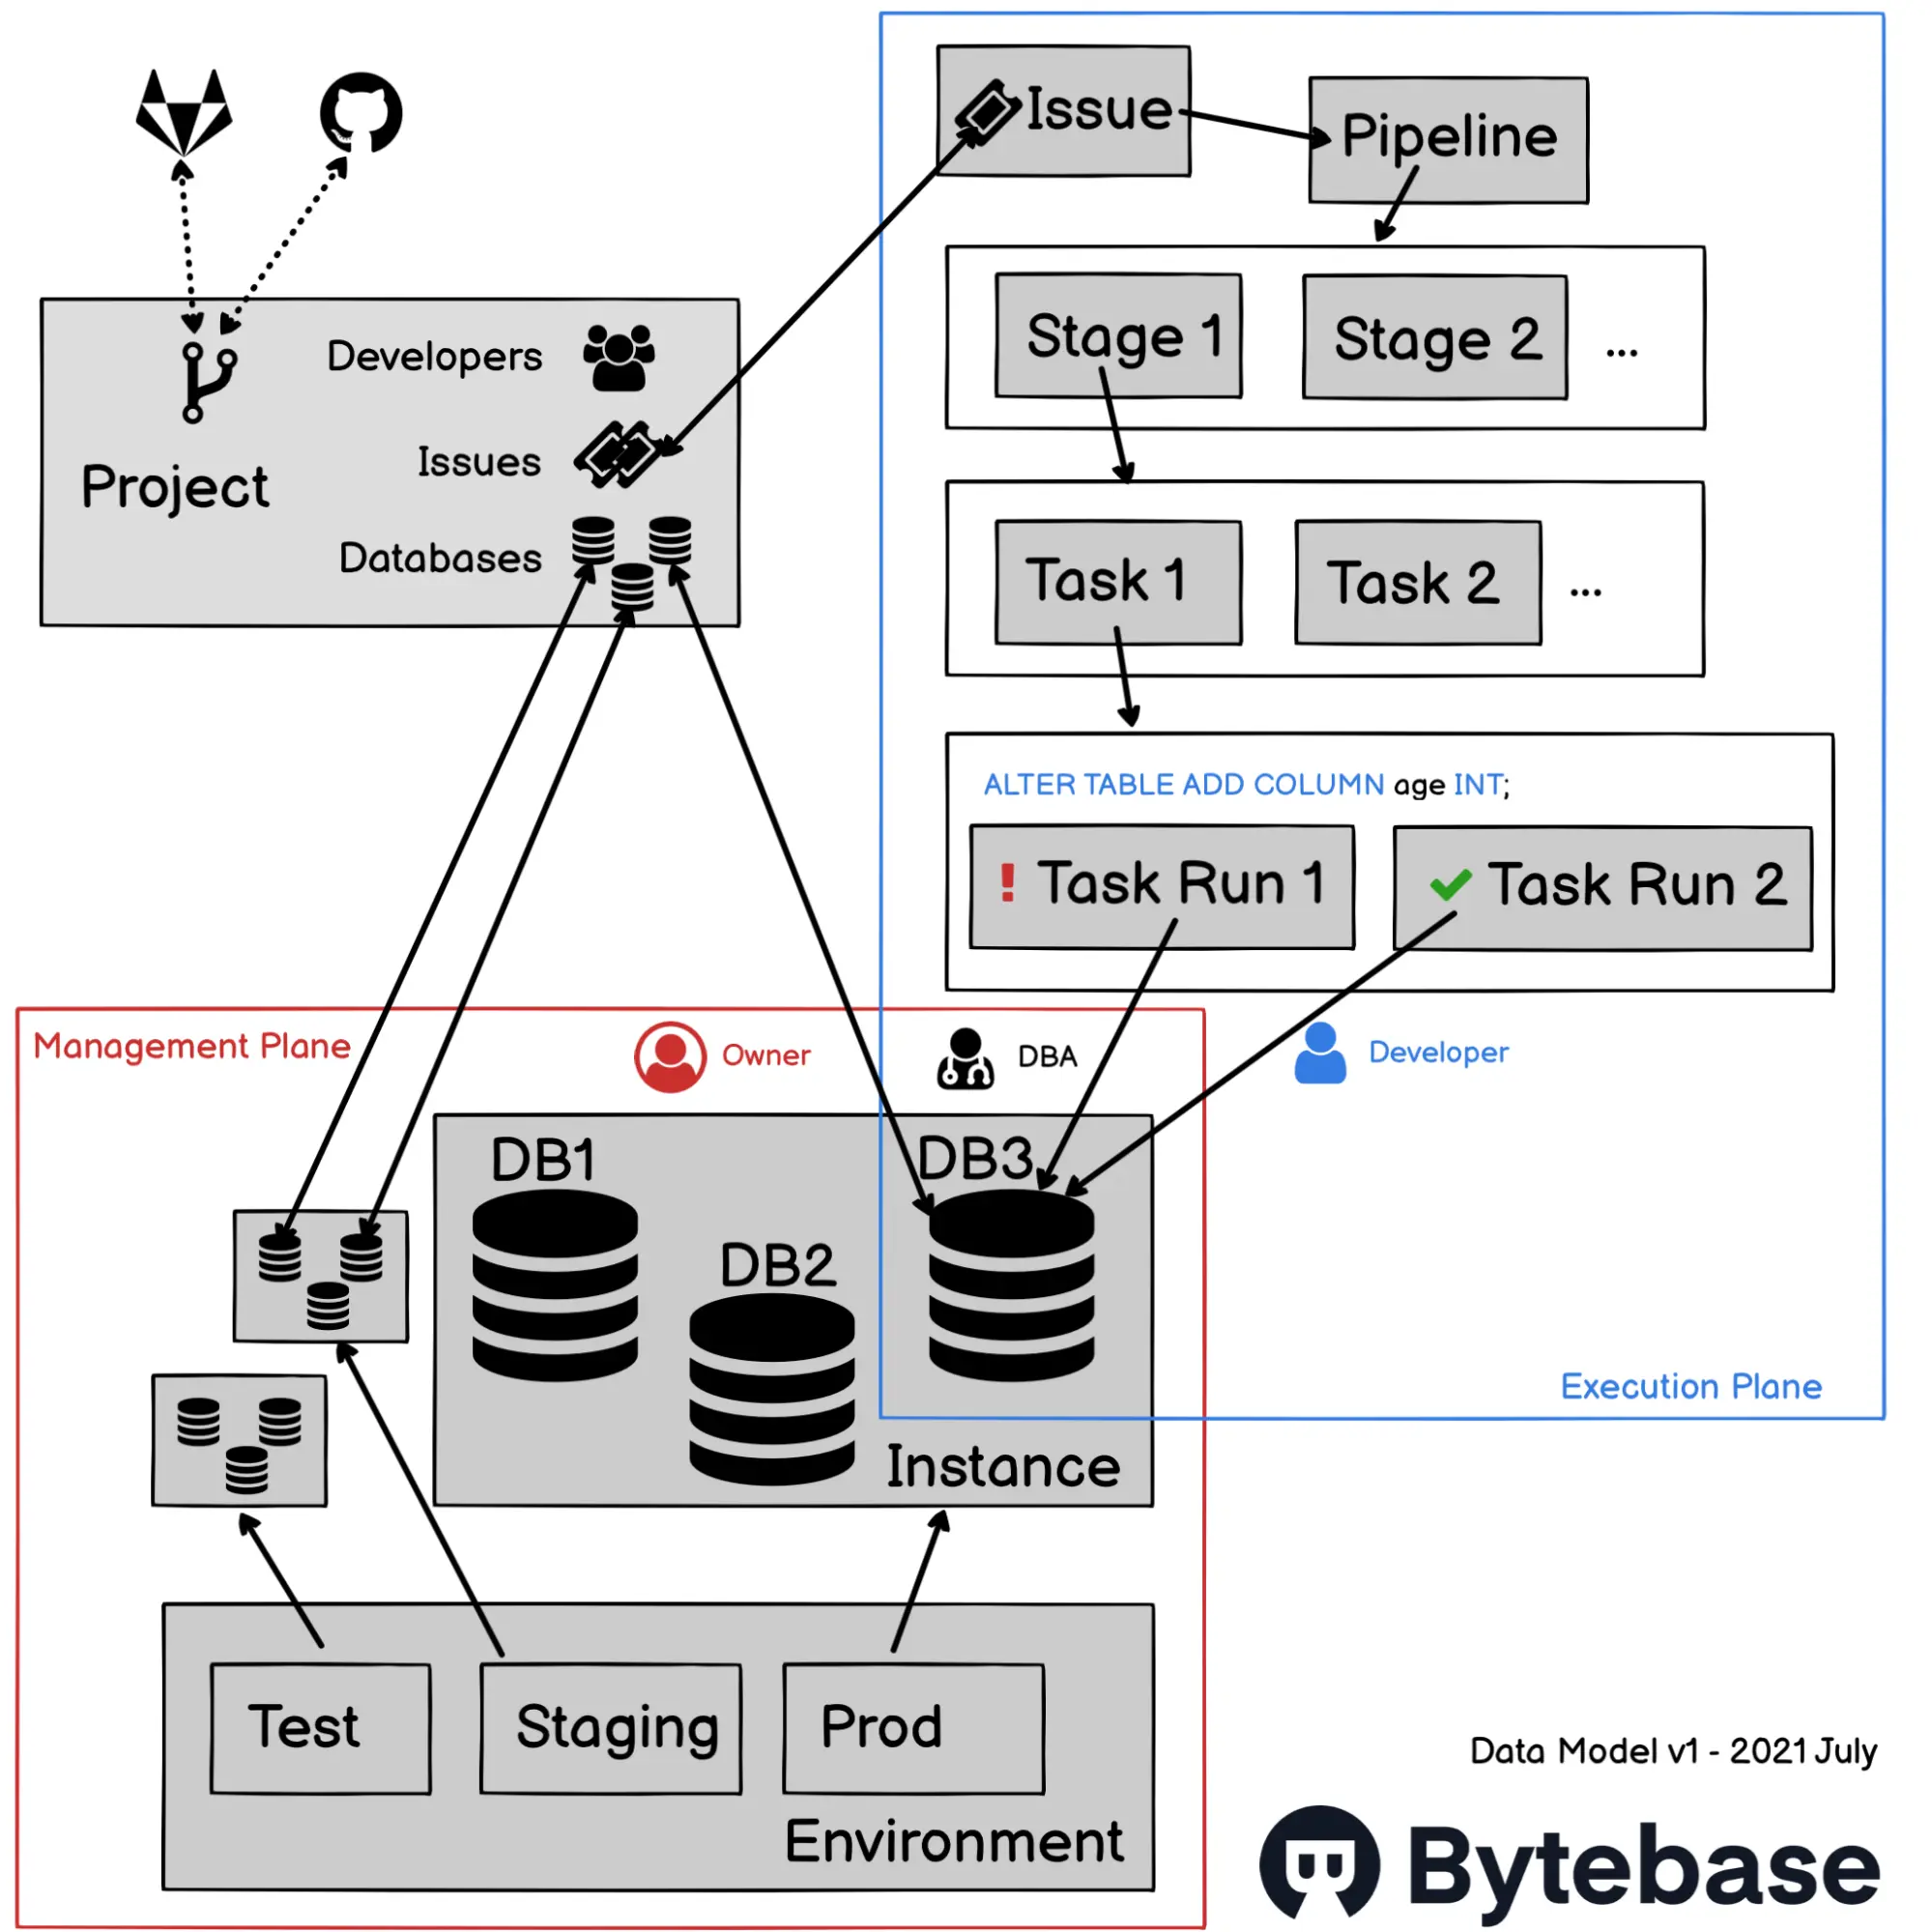 Issue
Pipeline
Stage 1
Stage 2
...
Developers
Issues
Project
Databases
Task 1
Task 2
...
ALTER TABLE ADD COLUMN age INT;
! Task Run 1
Task Run 2
Management Plane
Owner
DBA
Developer
DB1
DB2
DB3
Execution Plane
Instance
Test
Staging
Prod
Environment
Data Model v1 - 2021 July
Bytebase